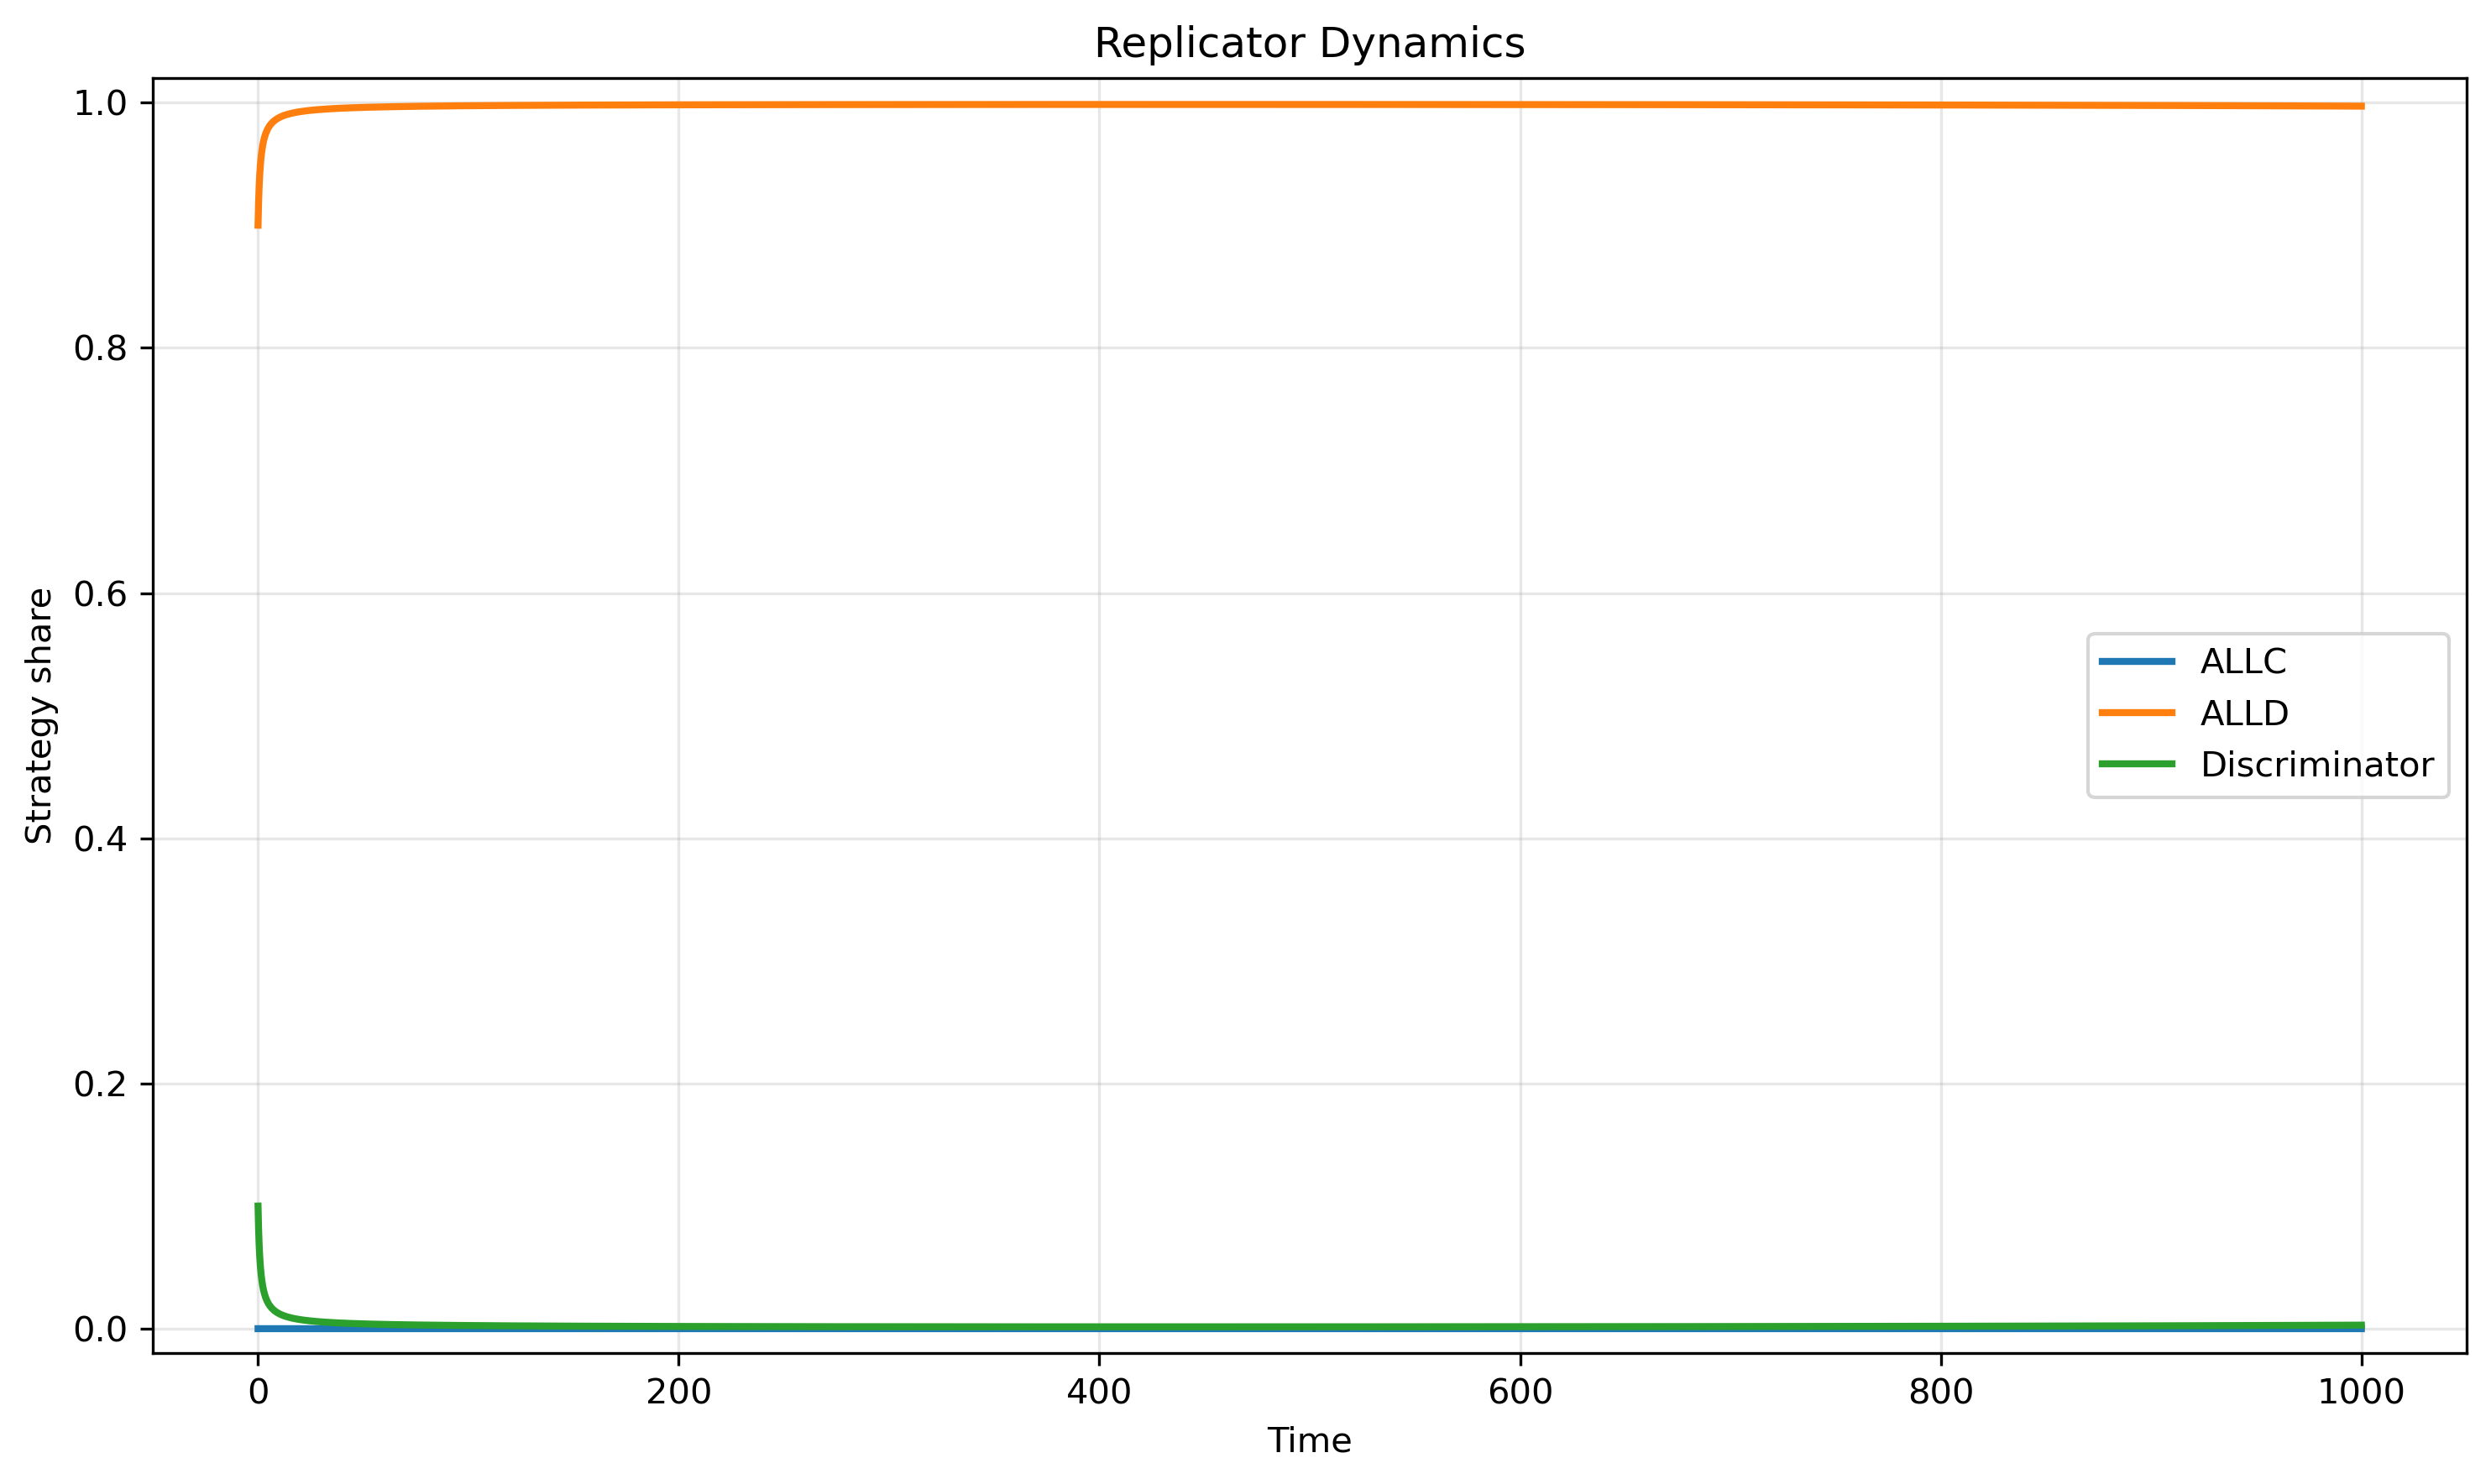 Replicator Dynamics
1.0
0.8
0.6
0.4
0.2
0.0
Strategy share
ALLC
ALLD
Discriminator
0 200 400 600 800 1000
Time